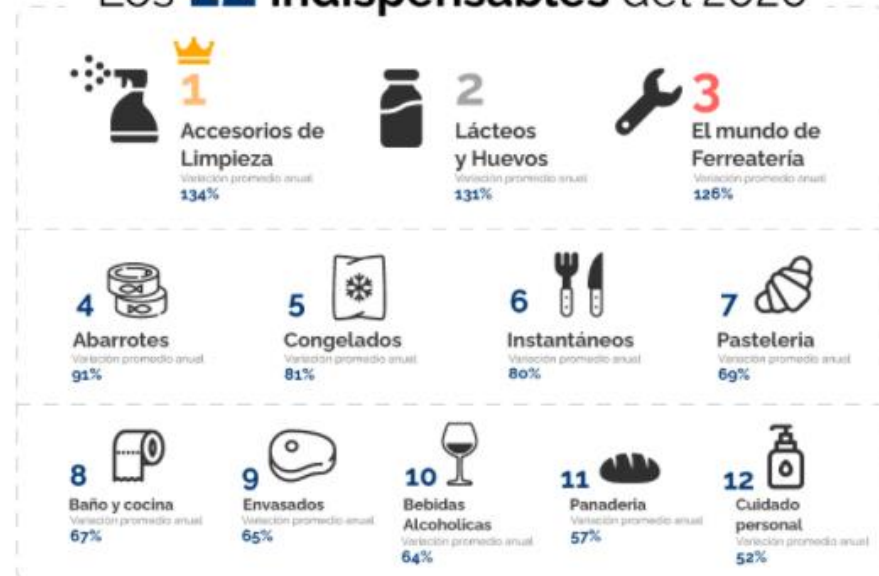 Los 12 indispensables del 2020
1
Accesorios de
Limpieza
Variación promedio anual
134%
2
Lácteos
y Huevos
Variación promedio anual
131%
3
El mundo de
Ferreatería
Variación promedio anual
126%
4
Abarrotes
Variación promedio anual
91%
5
Congelados
Variación promedio anual
81%
6
Instantáneos
Variación promedio anual
80%
7
Pasteleria
Variación promedio anual
69%
8
Baño y cocina
Variación promedio anual
67%
9
Envasados
Variación promedio anual
65%
10
Bebidas
Alcoholicas
Variación promedio anual
64%
11
Panaderia
Variación promedio anual
57%
12
Cuidado
personal
Variación promedio anual
52%